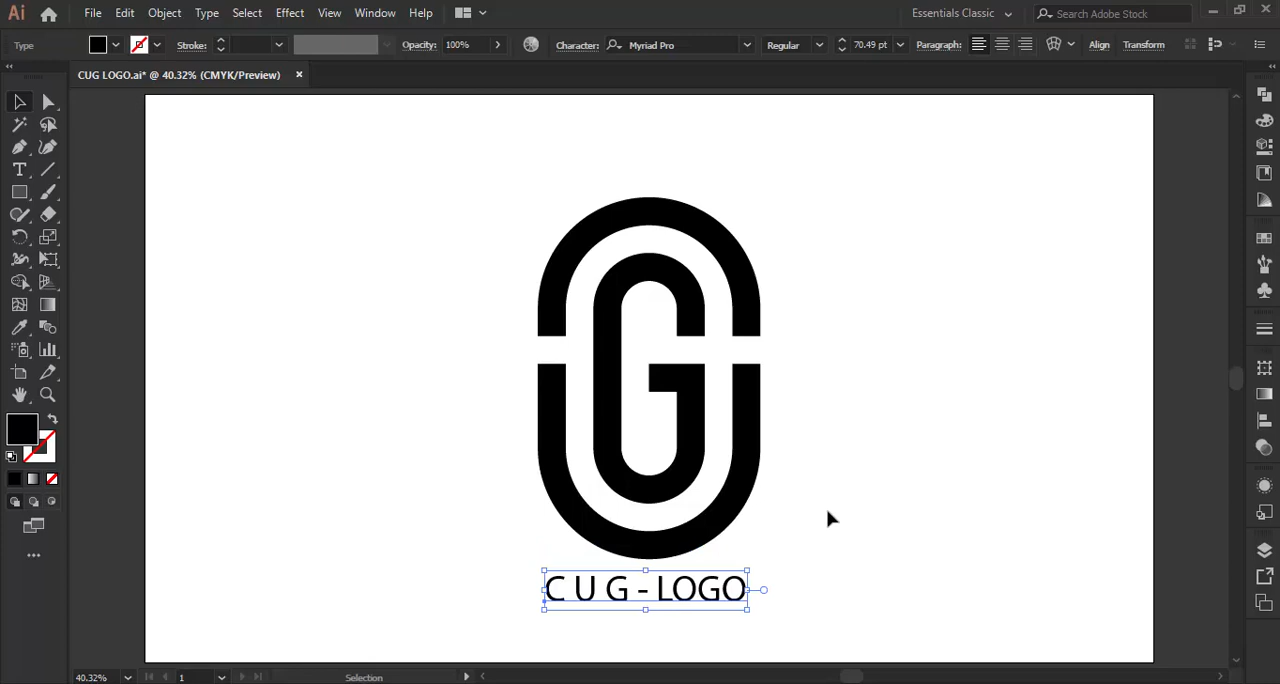 Ai File Edit Object Type Select Effect View Window Help Essentials Classic Search Adobe Stock
Type Stroke: Opacity: 100% Character: Myriad Pro Regular 70.49 pt Paragraph: Align Transform
CUG LOGO.ai* @ 40.32% (CMYK/Preview) ×
G
C U G - LOGO
40.32% 1 Selection